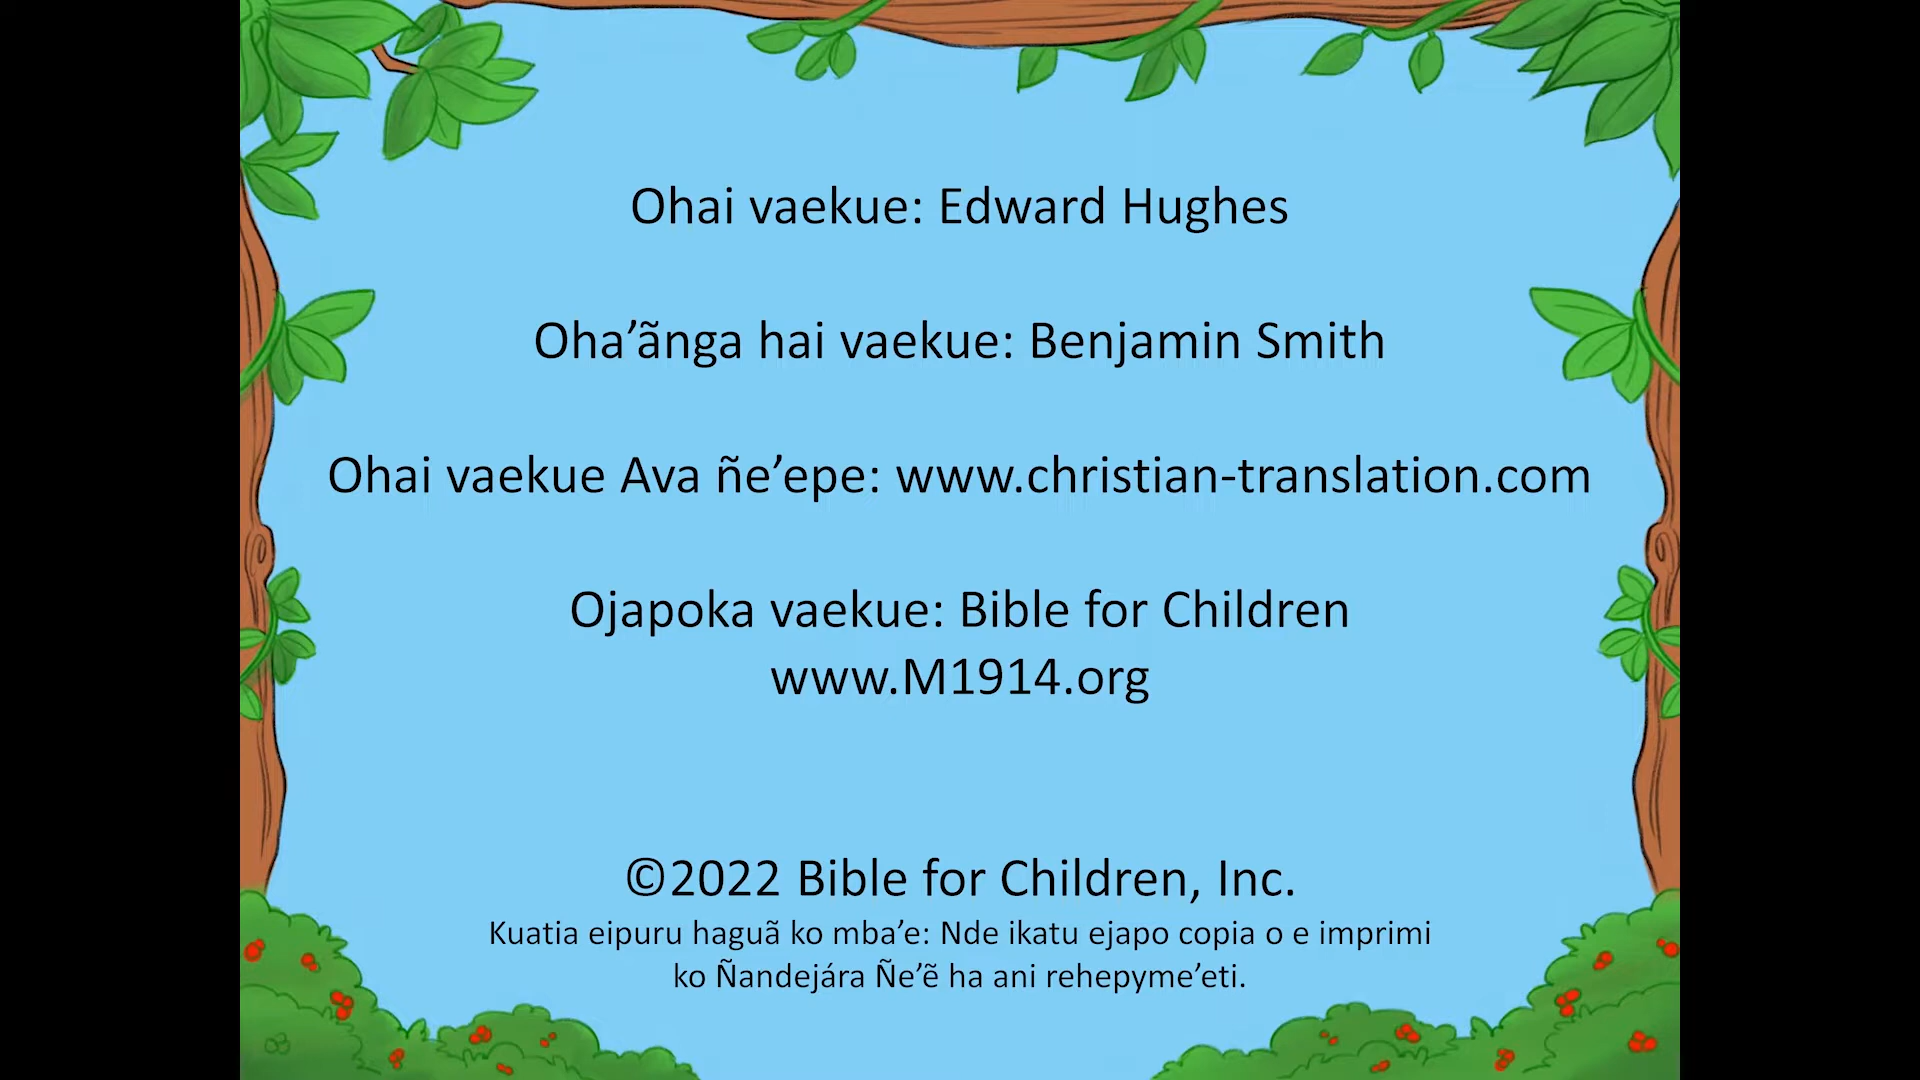 Ohai vaekue: Edward Hughes
Oha’ãnga hai vaekue: Benjamin Smith
Ohai vaekue Ava ñe’epe: www.christian-translation.com
Ojapoka vaekue: Bible for Children
www.M1914.org
©2022 Bible for Children, Inc.
Kuatia eipuru haguã ko mba’e: Nde ikatu ejapo copia o e imprimi
ko Ñandejára Ñe’ẽ ha ani rehepyme’eti.